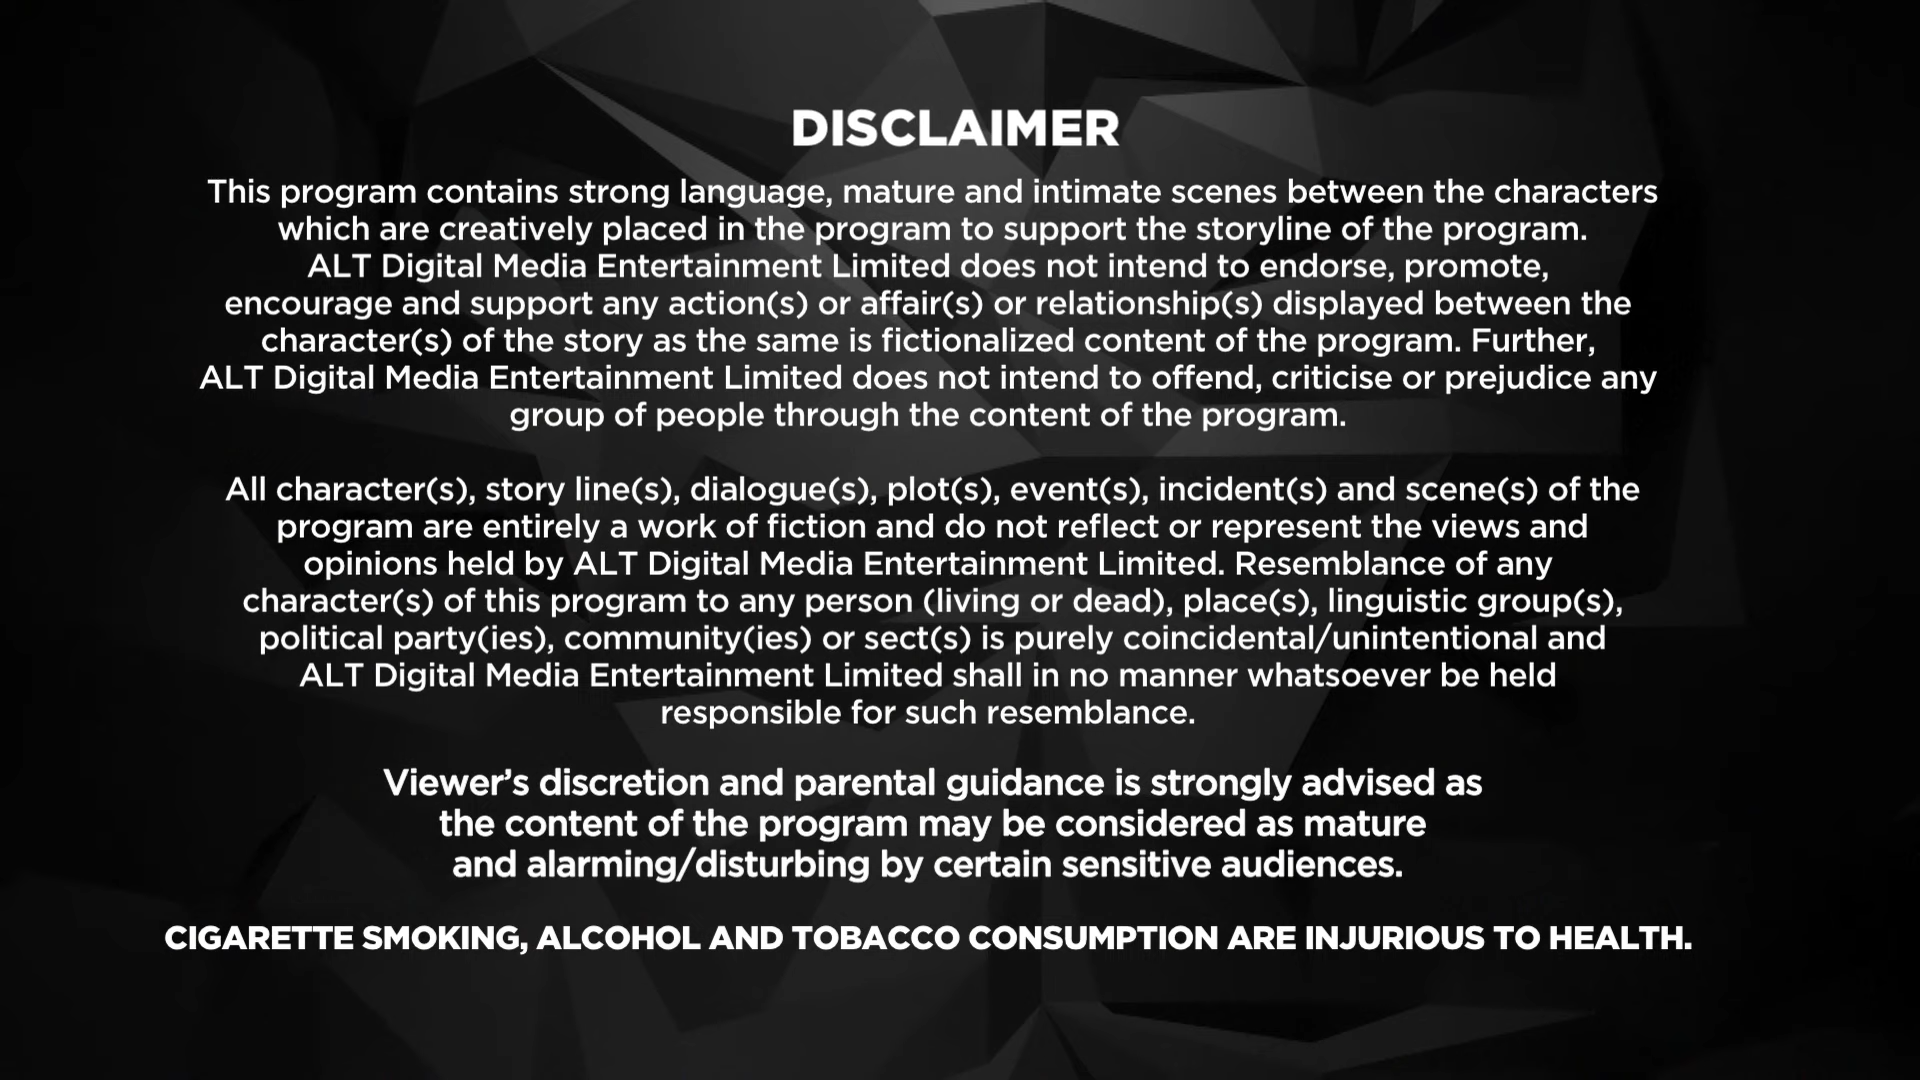 DISCLAIMER
This program contains strong language, mature and intimate scenes between the characters
which are creatively placed in the program to support the storyline of the program.
ALT Digital Media Entertainment Limited does not intend to endorse, promote,
encourage and support any action(s) or affair(s) or relationship(s) displayed between the
character(s) of the story as the same is fictionalized content of the program. Further,
ALT Digital Media Entertainment Limited does not intend to offend, criticise or prejudice any
group of people through the content of the program.
All character(s), story line(s), dialogue(s), plot(s), event(s), incident(s) and scene(s) of the
program are entirely a work of fiction and do not reflect or represent the views and
opinions held by ALT Digital Media Entertainment Limited. Resemblance of any
character(s) of this program to any person (living or dead), place(s), linguistic group(s),
political party(ies), community(ies) or sect(s) is purely coincidental/unintentional and
ALT Digital Media Entertainment Limited shall in no manner whatsoever be held
responsible for such resemblance.
Viewer’s discretion and parental guidance is strongly advised as
the content of the program may be considered as mature
and alarming/disturbing by certain sensitive audiences.
CIGARETTE SMOKING, ALCOHOL AND TOBACCO CONSUMPTION ARE INJURIOUS TO HEALTH.